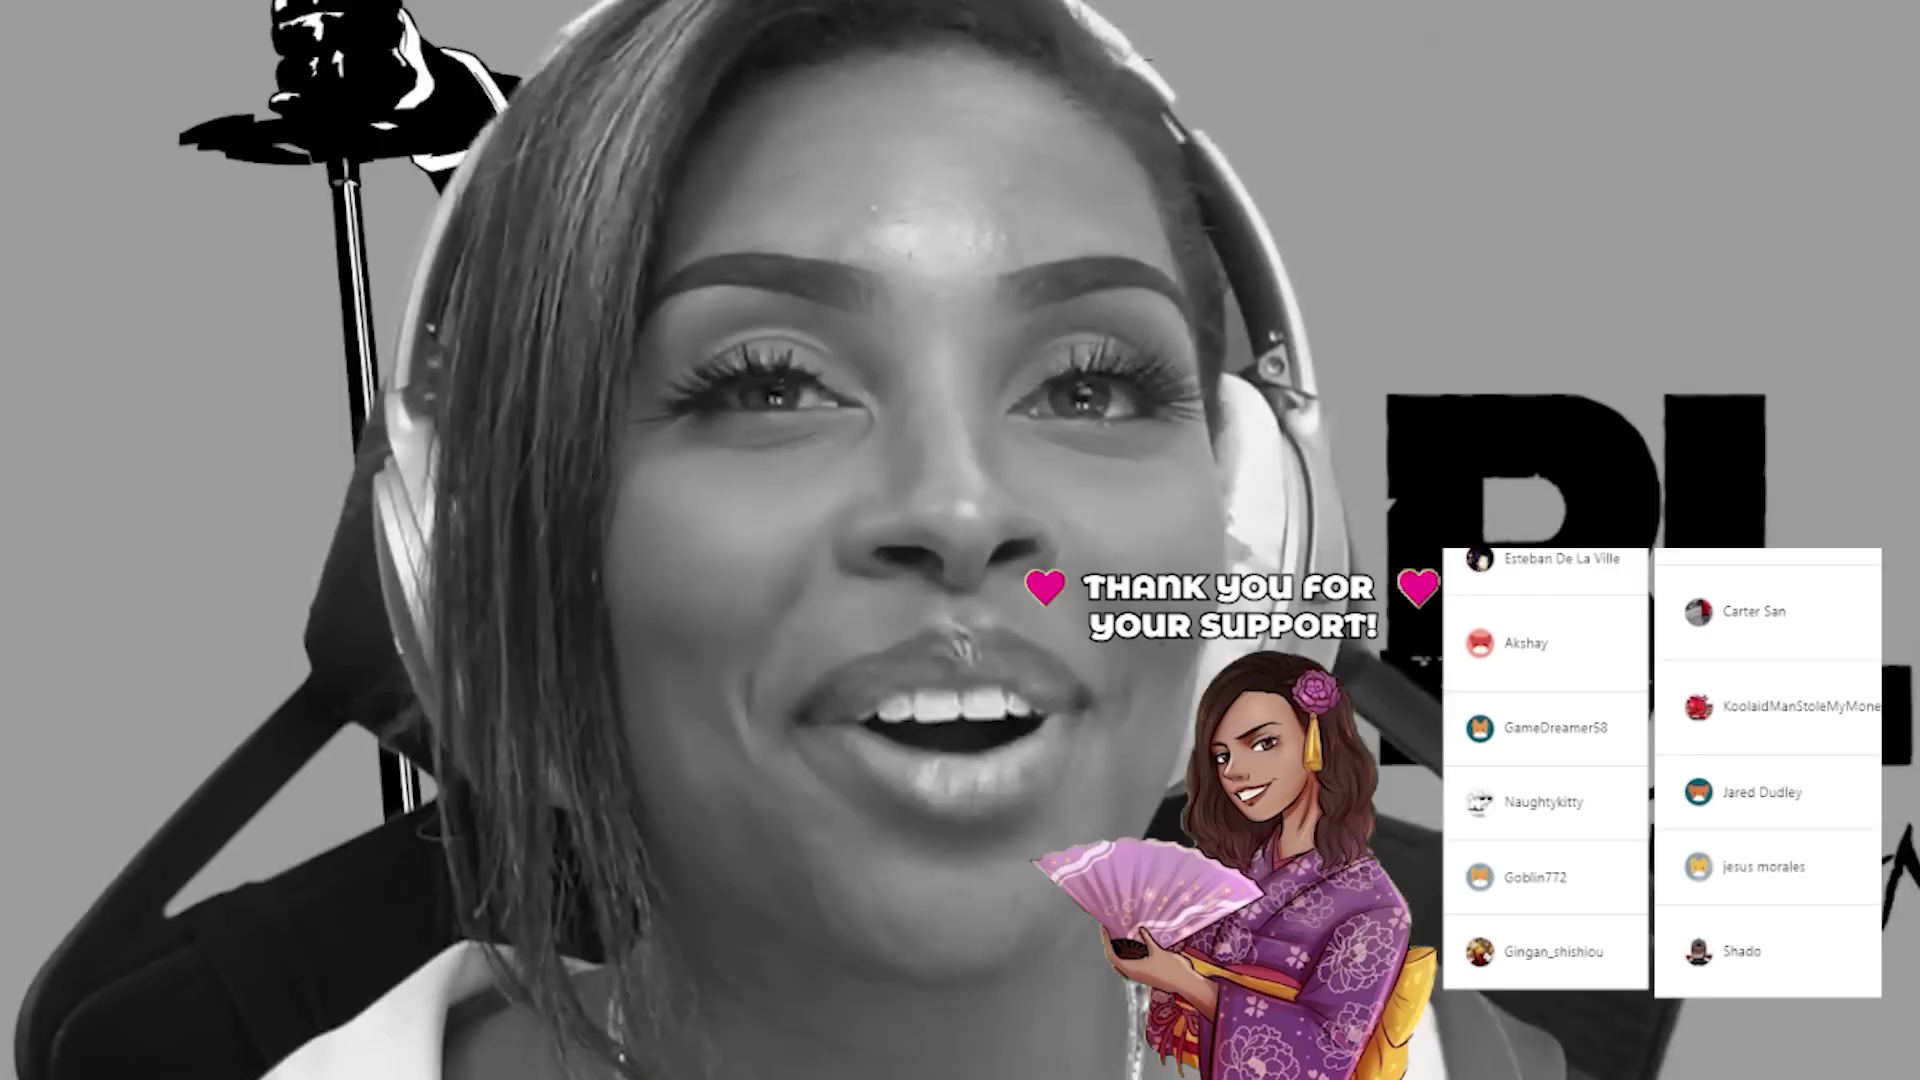 THANK YOU FOR
YOUR SUPPORT!
Esteban De La Ville
Akshay
GameDreamer58
Naughtykitty
Goblin772
Gingan_shishiou
Carter San
KoolaidManStoleMyMone
Jared Dudley
jesus morales
Shado